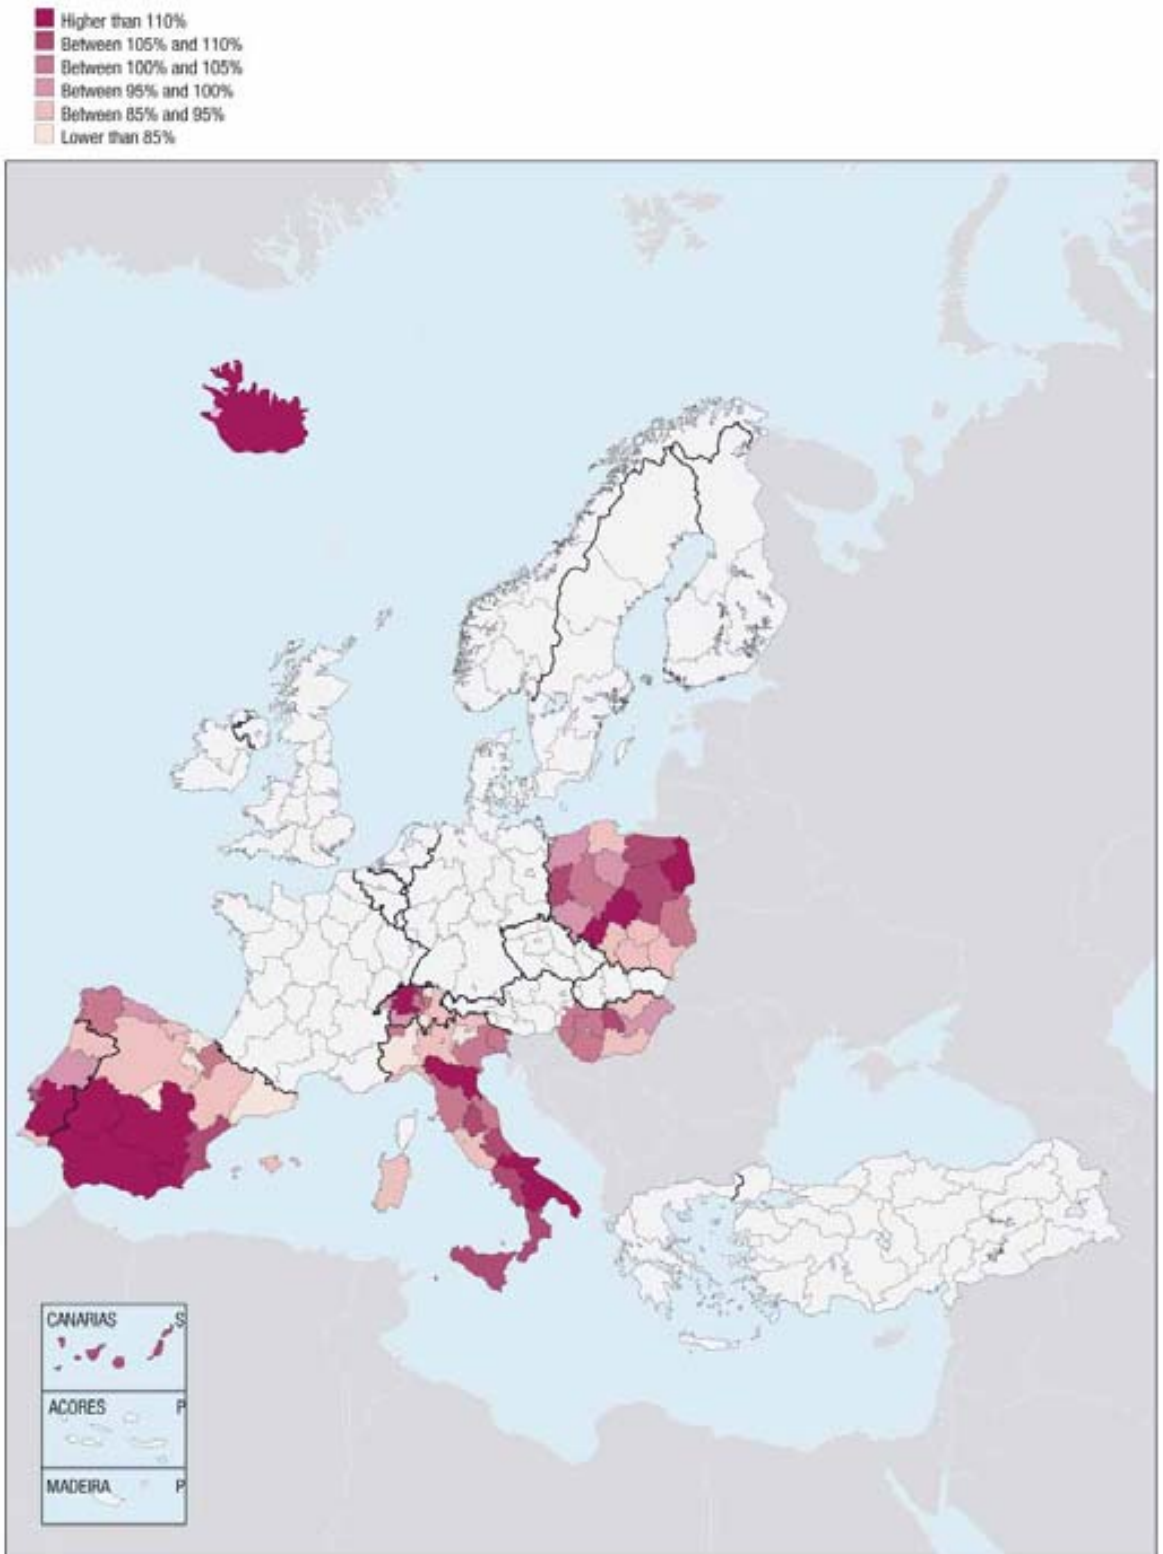 Higher than 110%
Between 105% and 110%
Between 100% and 105%
Between 95% and 100%
Between 85% and 95%
Lower than 85%
CANARIAS S
ACORES P
MADEIRA P